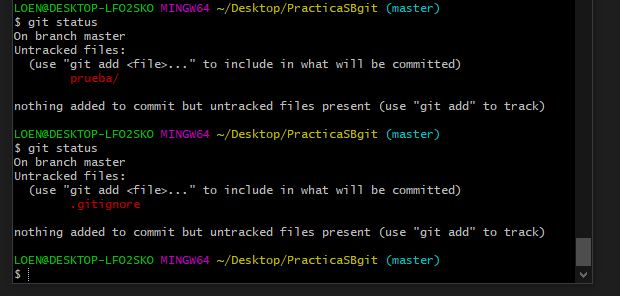 LOEN@DESKTOP-LFO2SKO MINGW64 ~/Desktop/PracticaSBgit (master)
$ git status
On branch master
Untracked files:
  (use "git add <file>..." to include in what will be committed)
        prueba/

nothing added to commit but untracked files present (use "git add" to track)

LOEN@DESKTOP-LFO2SKO MINGW64 ~/Desktop/PracticaSBgit (master)
$ git status
On branch master
Untracked files:
  (use "git add <file>..." to include in what will be committed)
        .gitignore

nothing added to commit but untracked files present (use "git add" to track)

LOEN@DESKTOP-LFO2SKO MINGW64 ~/Desktop/PracticaSBgit (master)
$